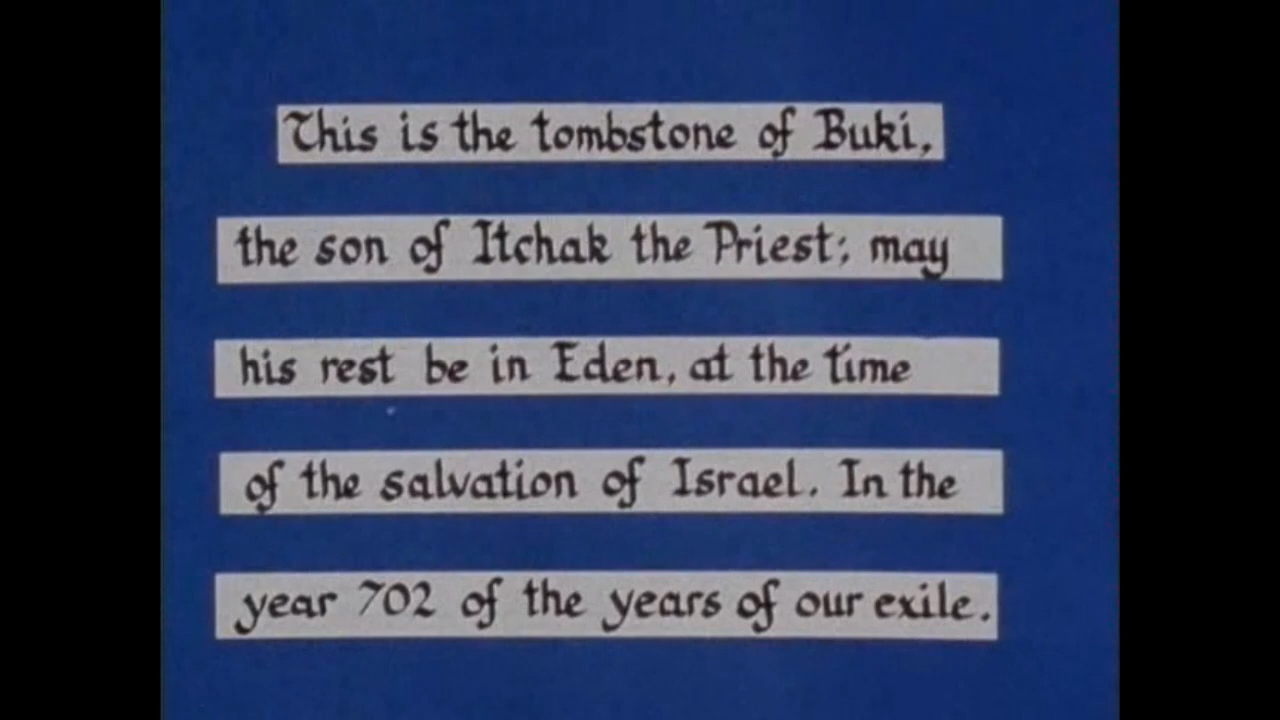 This is the tombstone of Buki,
the son of Itchak the Priest; may
his rest be in Eden, at the time
of the salvation of Israel. In the
year 702 of the years of our exile.